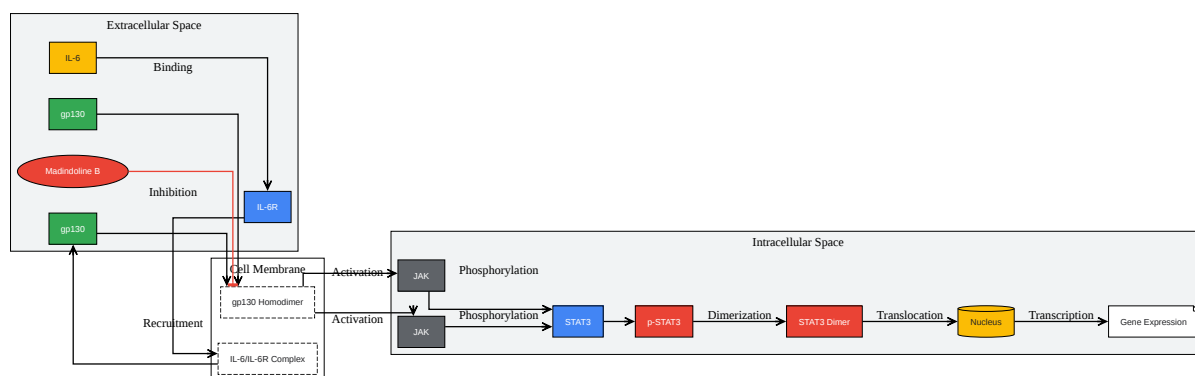 Extracellular Space
IL-6
Binding
gp130
Madindoline B
Inhibition
IL-6R
gp130
Cell Membrane
gp130 Homodimer
Recruitment
IL-6/IL-6R Complex
Activation
Activation
Intracellular Space
JAK
Phosphorylation
JAK
Phosphorylation
STAT3
p-STAT3
Dimerization
STAT3 Dimer
Translocation
Nucleus
Transcription
Gene Expression